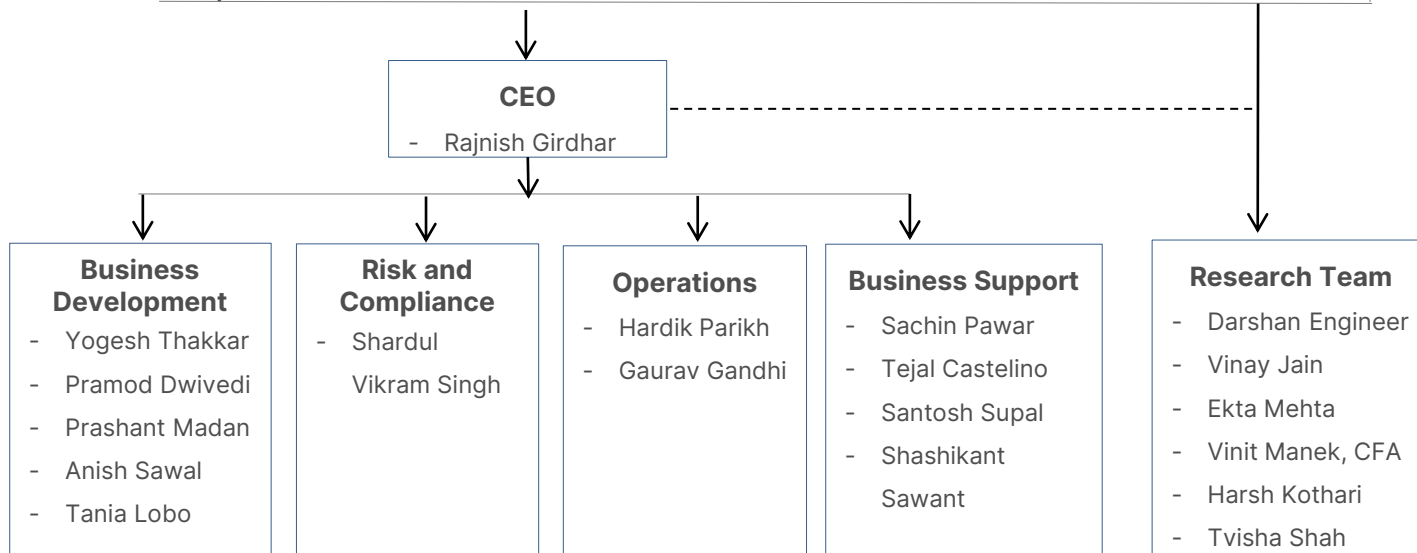 CEO
- Rajnish Girdhar
Business
Development
- Yogesh Thakkar
- Pramod Dwivedi
- Prashant Madan
- Anish Sawal
- Tania Lobo
Risk and
Compliance
- Shardul
Vikram Singh
Operations
- Hardik Parikh
- Gaurav Gandhi
Business Support
- Sachin Pawar
- Tejal Castelino
- Santosh Supal
- Shashikant
Sawant
Research Team
- Darshan Engineer
- Vinay Jain
- Ekta Mehta
- Vinit Manek, CFA
- Harsh Kothari
- Tvisha Shah